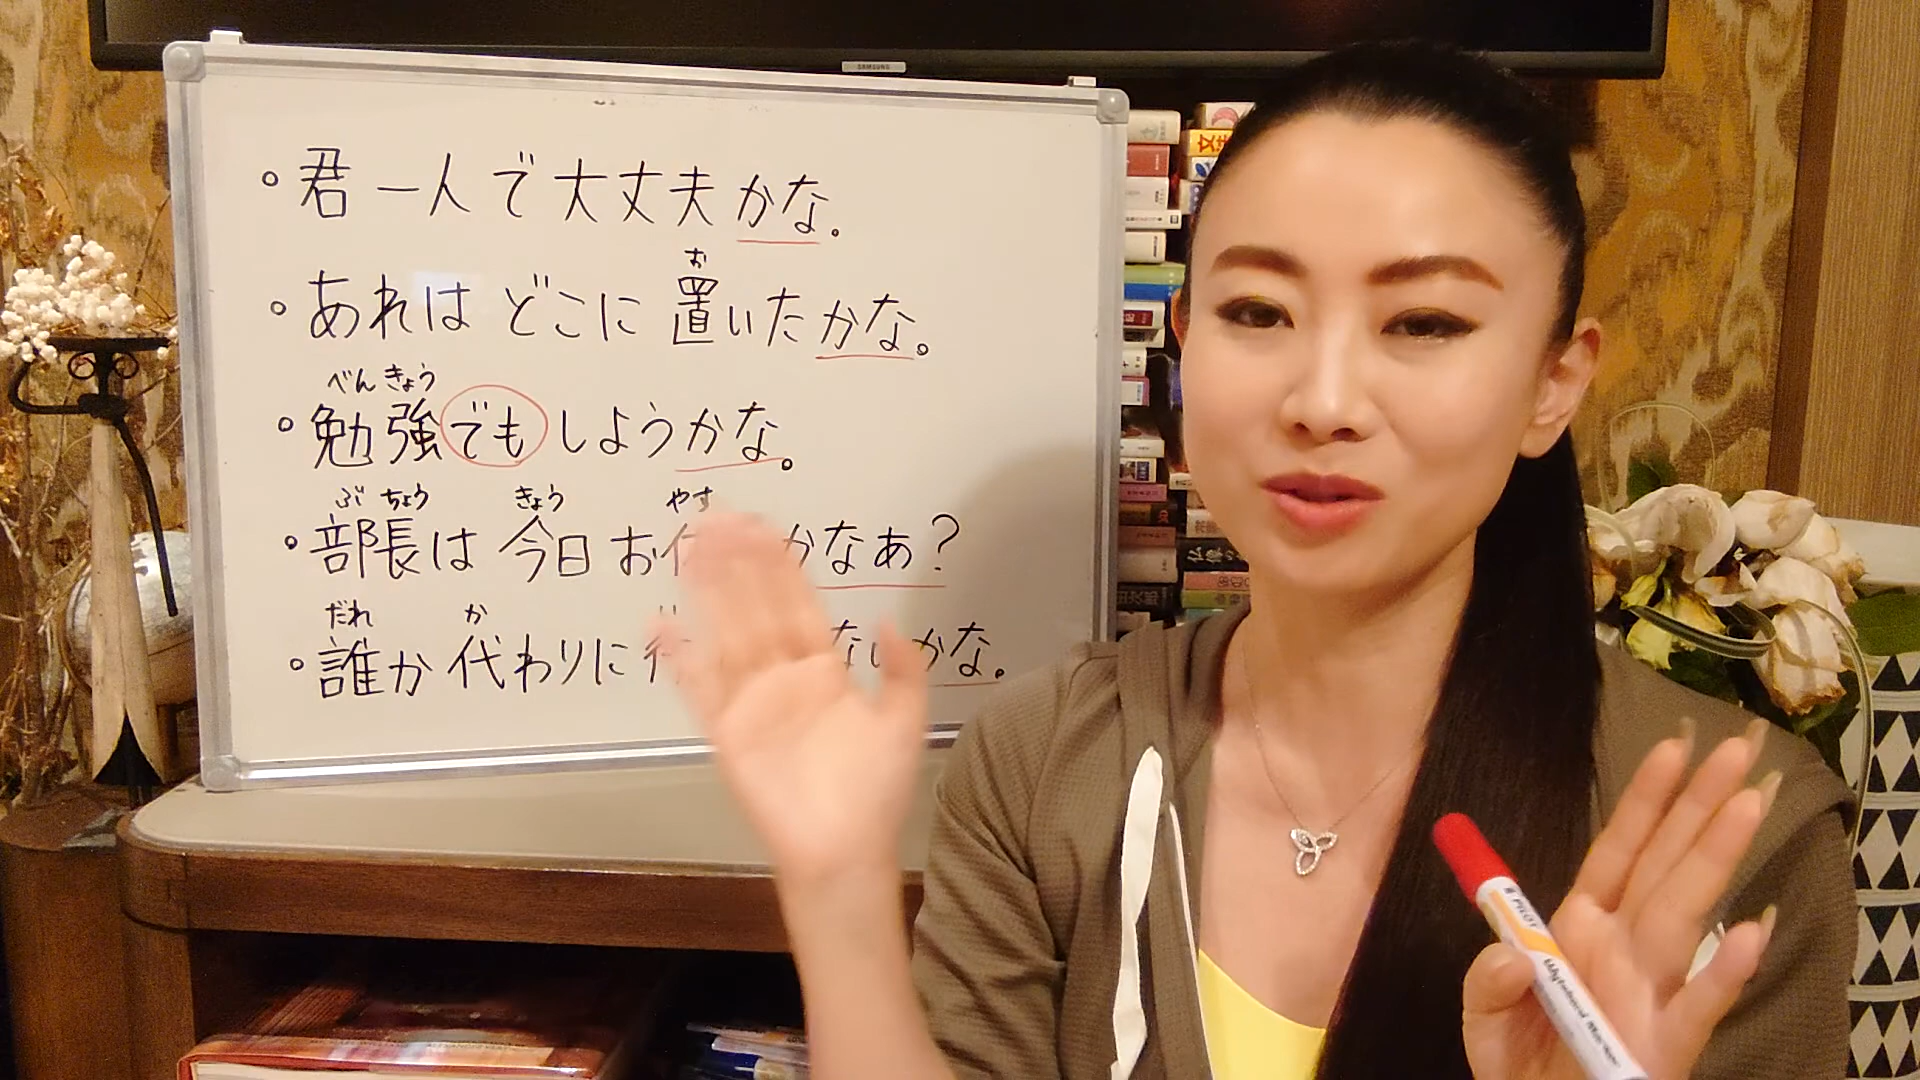 SAMSUNG
。君一人で大丈夫かな。
お
。あれはどこに置いたかな。
べんきょう
。勉強でもしようかな。
ぶちょう きょう やす
。部長は今日お かなあ?
だれ か
。誰か代わりに ないかな。
PILOT